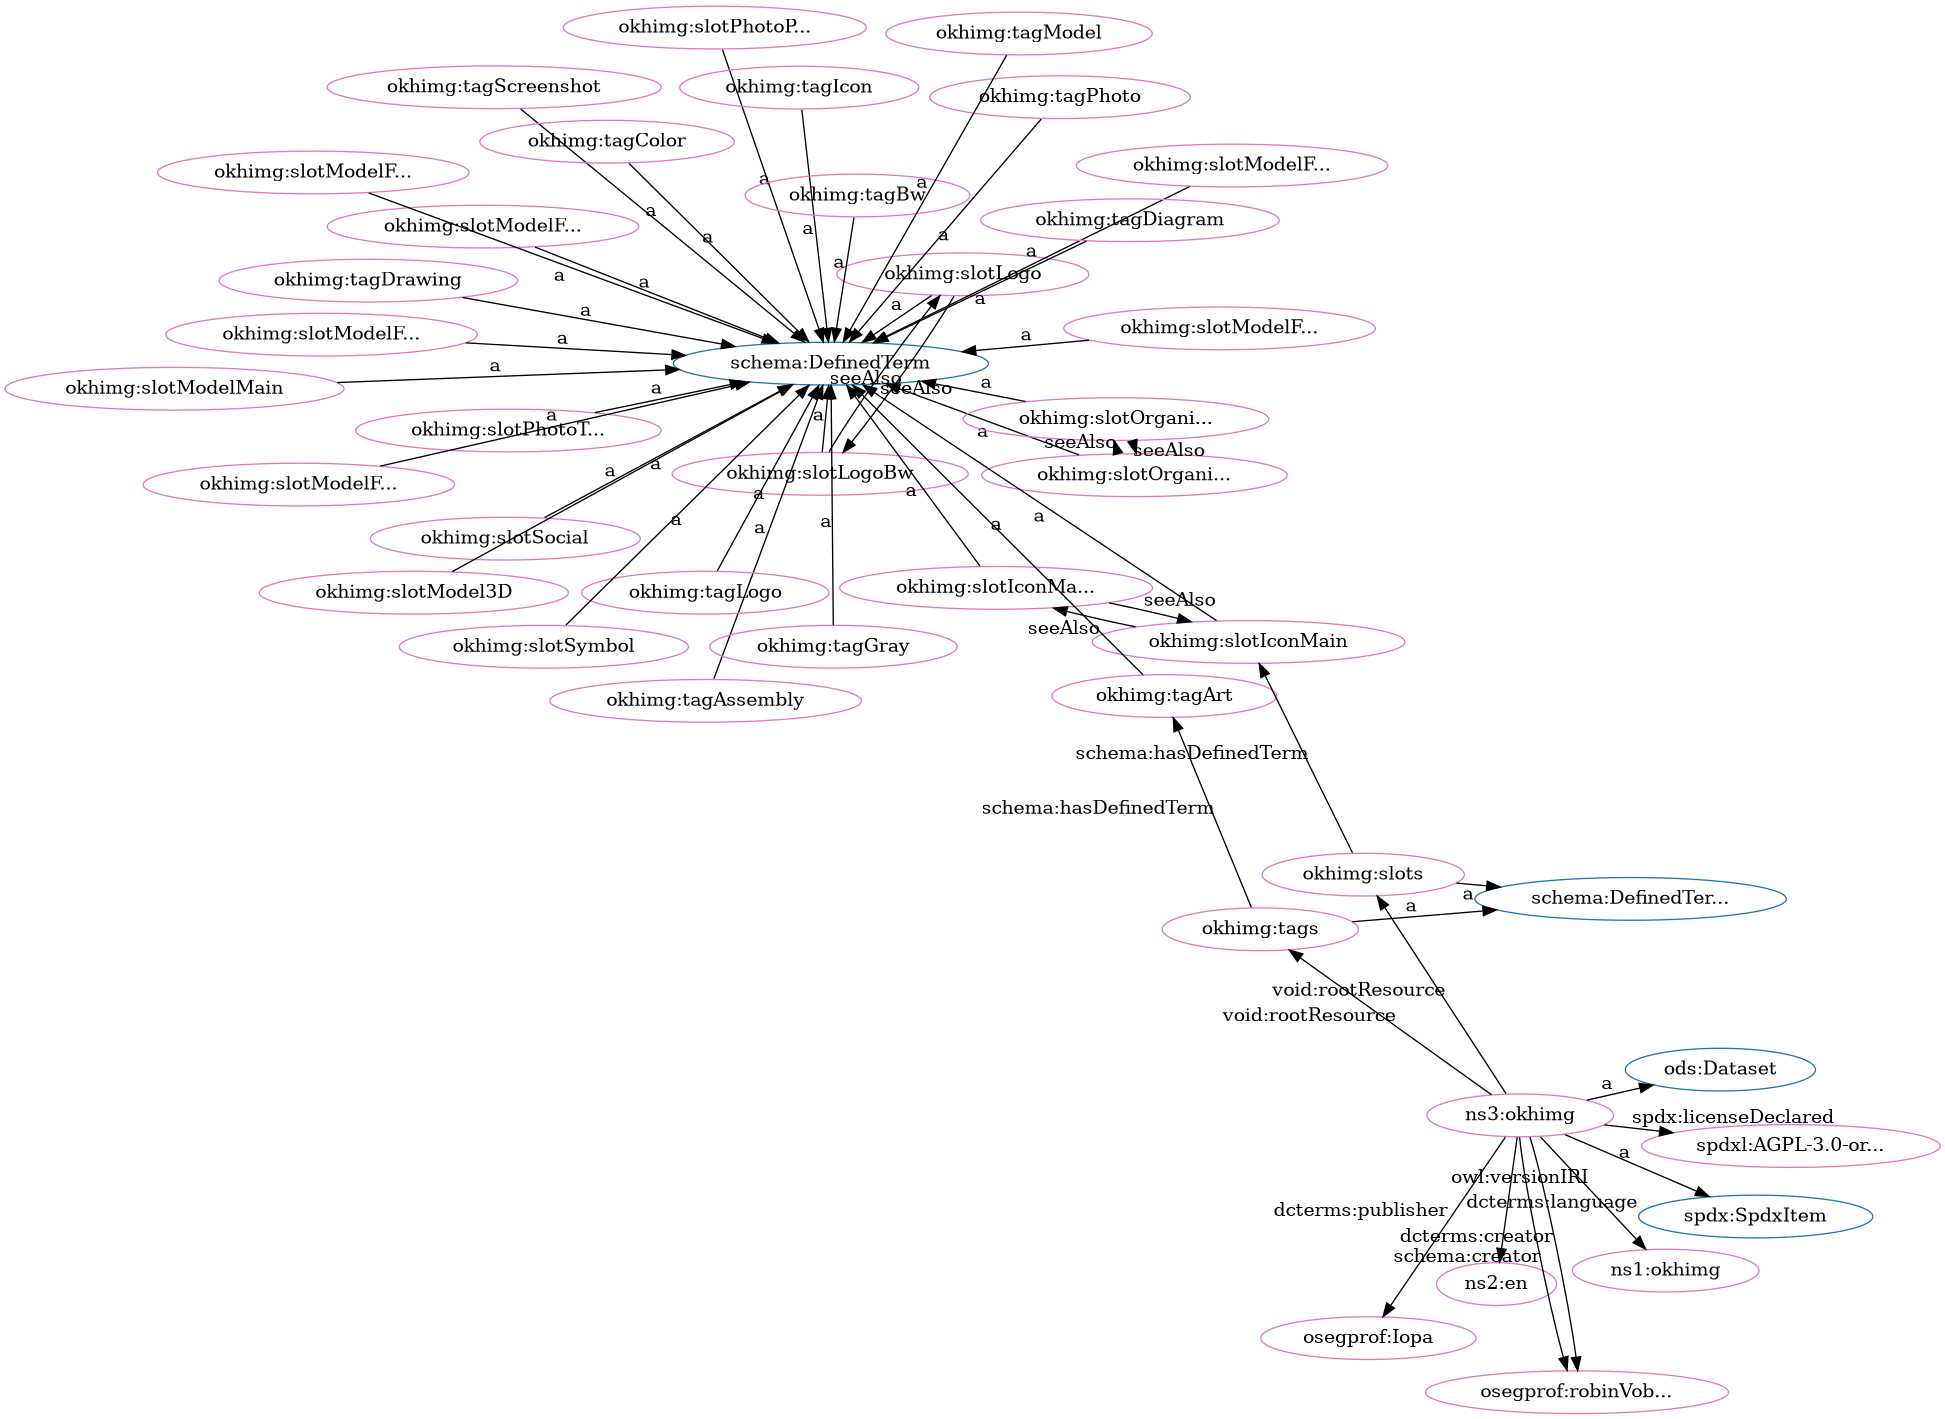 okhimg:slotPhotoP...
okhimg:tagModel
okhimg:tagScreenshot
okhimg:tagIcon
okhimg:tagPhoto
okhimg:tagColor
okhimg:slotModelF...
okhimg:slotModelF...
a
a
okhimg:tagBw
a
okhimg:tagDiagram
okhimg:slotModelF...
a
a
a
a
a
okhimg:tagDrawing
a
a
a
okhimg:slotLogo
a
a
a
okhimg:slotModelF...
a
a
okhimg:slotModelF...
a
schema:DefinedTerm
a
okhimg:slotModelMain
seeAlso
seeAlso
a
a
a
a
okhimg:slotOrgani...
okhimg:slotPhotoT...
a
seeAlso
seeAlso
okhimg:slotModelF...
a
a
okhimg:slotLogoBw
okhimg:slotOrgani...
a
a
a
a
a
a
a
okhimg:slotSocial
okhimg:slotModel3D
okhimg:tagLogo
okhimg:slotIconMa...
seeAlso
seeAlso
okhimg:slotSymbol
okhimg:tagGray
okhimg:slotIconMain
okhimg:tagAssembly
okhimg:tagArt
schema:hasDefinedTerm
schema:hasDefinedTerm
okhimg:slots
a
schema:DefinedTer...
a
okhimg:tags
void:rootResource
void:rootResource
ods:Dataset
a
ns3:okhimg
spdx:licenseDeclared
spdxl:AGPL-3.0-or...
a
owl:versionIRI
dcterms:language
dcterms:publisher
spdx:SpdxItem
dcterms:creator
schema:creator
ns1:okhimg
ns2:en
osegprof:Iopa
osegprof:robinVob...